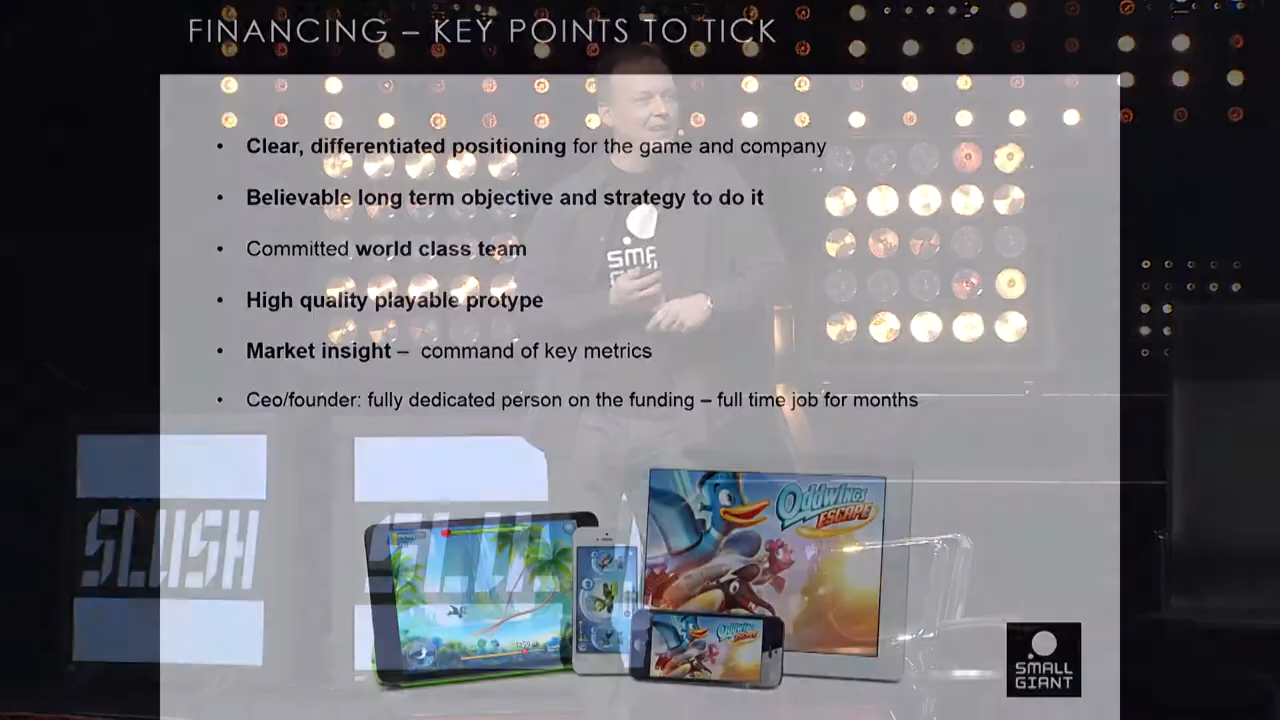 FINANCING – KEY POINTS TO TICK
• Clear, differentiated positioning for the game and company
• Believable long term objective and strategy to do it
• Committed world class team
• High quality playable protype
• Market insight – command of key metrics
• Ceo/founder: fully dedicated person on the funding – full time job for months
SLUSH
ODDWINGS
ESCAPE
ODDWINGS
ESCAPE
SMALL
GIANT